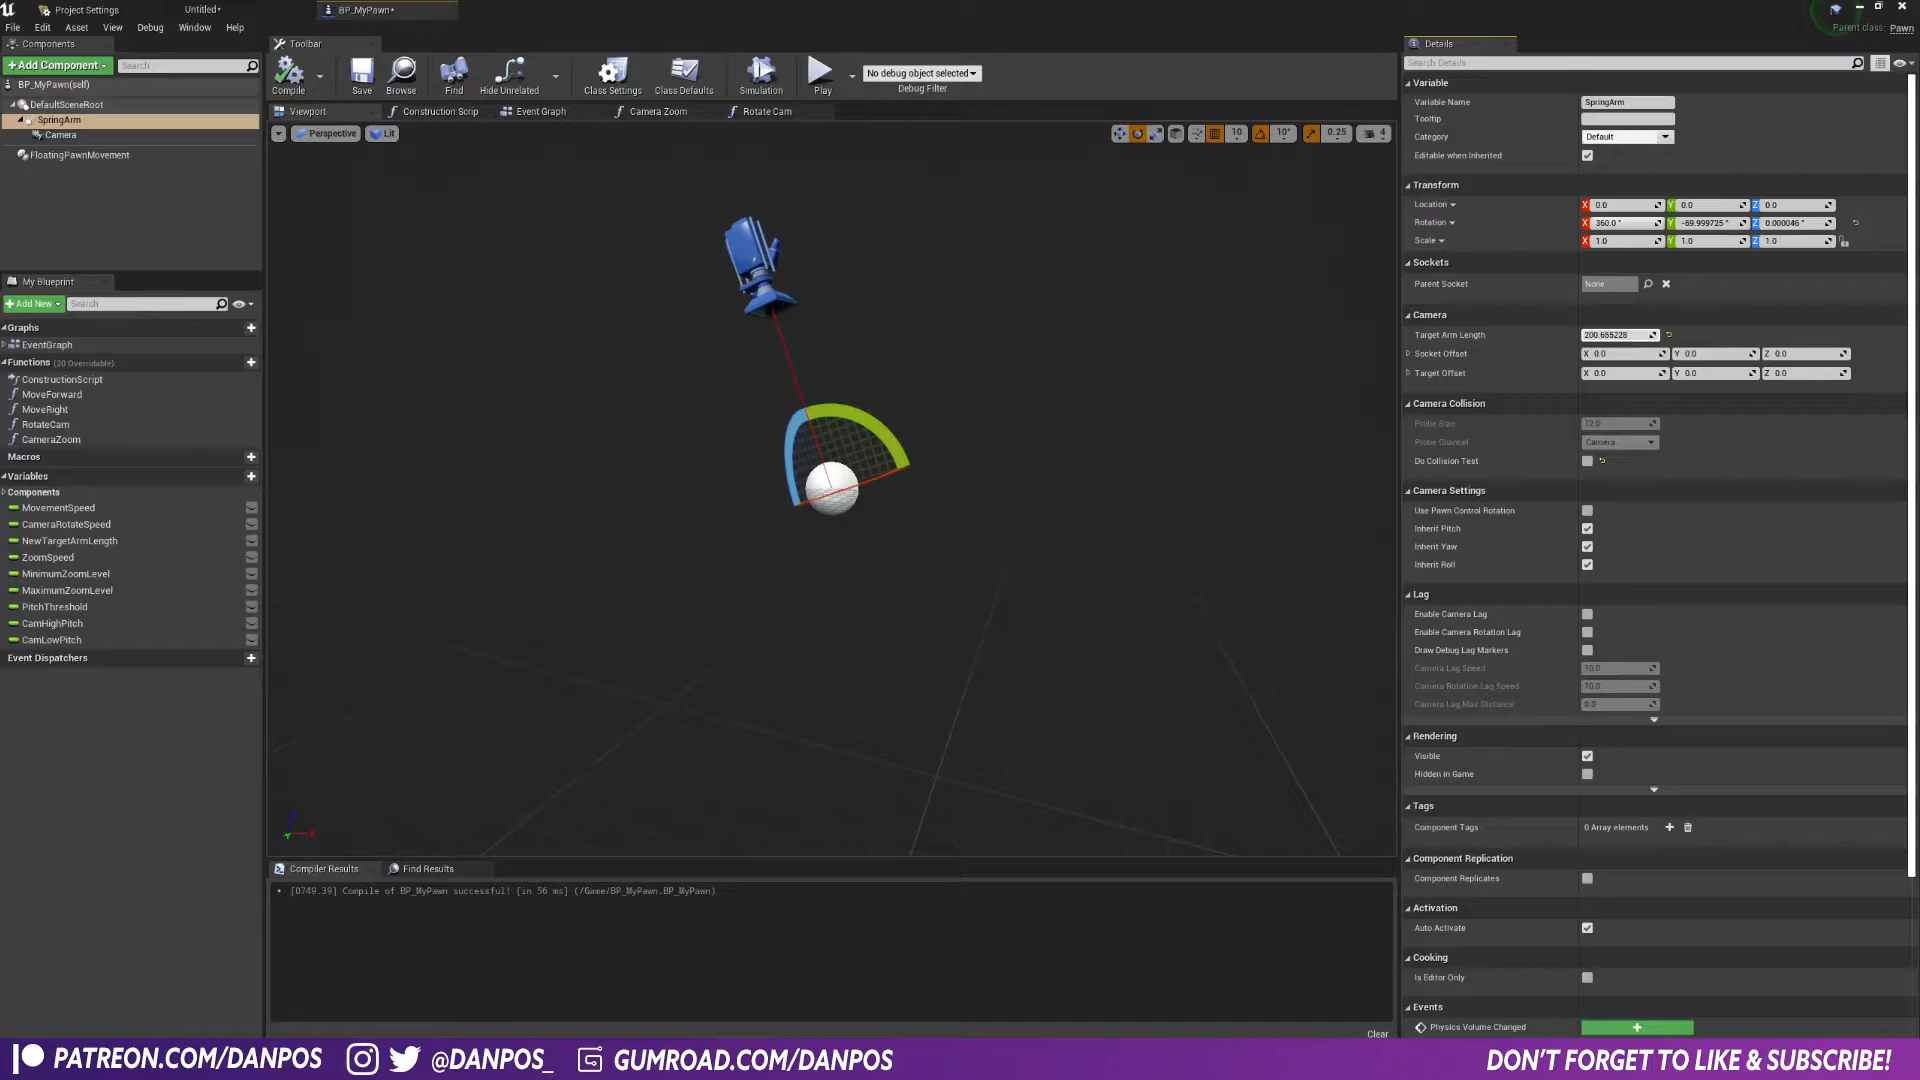 Project Settings
Untitled*
BP_MyPawn*
File Edit Asset View Debug Window Help
Parent class: Pawn
Components
+Add Component
Search
BP_MyPawn(self)
DefaultSceneRoot
SpringArm
Camera
FloatingPawnMovement
My Blueprint
+Add New
Search
Graphs
EventGraph
Functions (20 Overridable)
ConstructionScript
MoveForward
MoveRight
RotateCam
CameraZoom
Macros
Variables
Components
MovementSpeed
CameraRotateSpeed
NewTargetArmLength
ZoomSpeed
MinimumZoomLevel
MaximumZoomLevel
PitchThreshold
CamHighPitch
CamLowPitch
Event Dispatchers
Toolbar
Compile Save Browse Find Hide Unrelated Class Settings Class Defaults Simulation Play
No debug object selected
Debug Filter
Viewport Construction Scrip Event Graph Camera Zoom Rotate Cam
Perspective Lit
10 10° 0.25 4
Compiler Results Find Results
[0749.39] Compile of BP_MyPawn successful! [in 56 ms] (/Game/BP_MyPawn.BP_MyPawn)
Clear
Details
Search Details
Variable
Variable Name SpringArm
Tooltip
Category Default
Editable when Inherited
Transform
Location X 0.0 Y 0.0 Z 0.0
Rotation X 360.0° Y -69.999725° Z 0.000046°
Scale X 1.0 Y 1.0 Z 1.0
Sockets
Parent Socket None
Camera
Target Arm Length 200.655228
Socket Offset X 0.0 Y 0.0 Z 0.0
Target Offset X 0.0 Y 0.0 Z 0.0
Camera Collision
Probe Size 12.0
Probe Channel Camera
Do Collision Test
Camera Settings
Use Pawn Control Rotation
Inherit Pitch
Inherit Yaw
Inherit Roll
Lag
Enable Camera Lag
Enable Camera Rotation Lag
Draw Debug Lag Markers
Camera Lag Speed 10.0
Camera Rotation Lag Speed 10.0
Camera Lag Max Distance 0.0
Rendering
Visible
Hidden in Game
Tags
Component Tags 0 Array elements
Component Replication
Component Replicates
Activation
Auto Activate
Cooking
Is Editor Only
Events
Physics Volume Changed
PATREON.COM/DANPOS @DANPOS_ GUMROAD.COM/DANPOS DON'T FORGET TO LIKE & SUBSCRIBE!